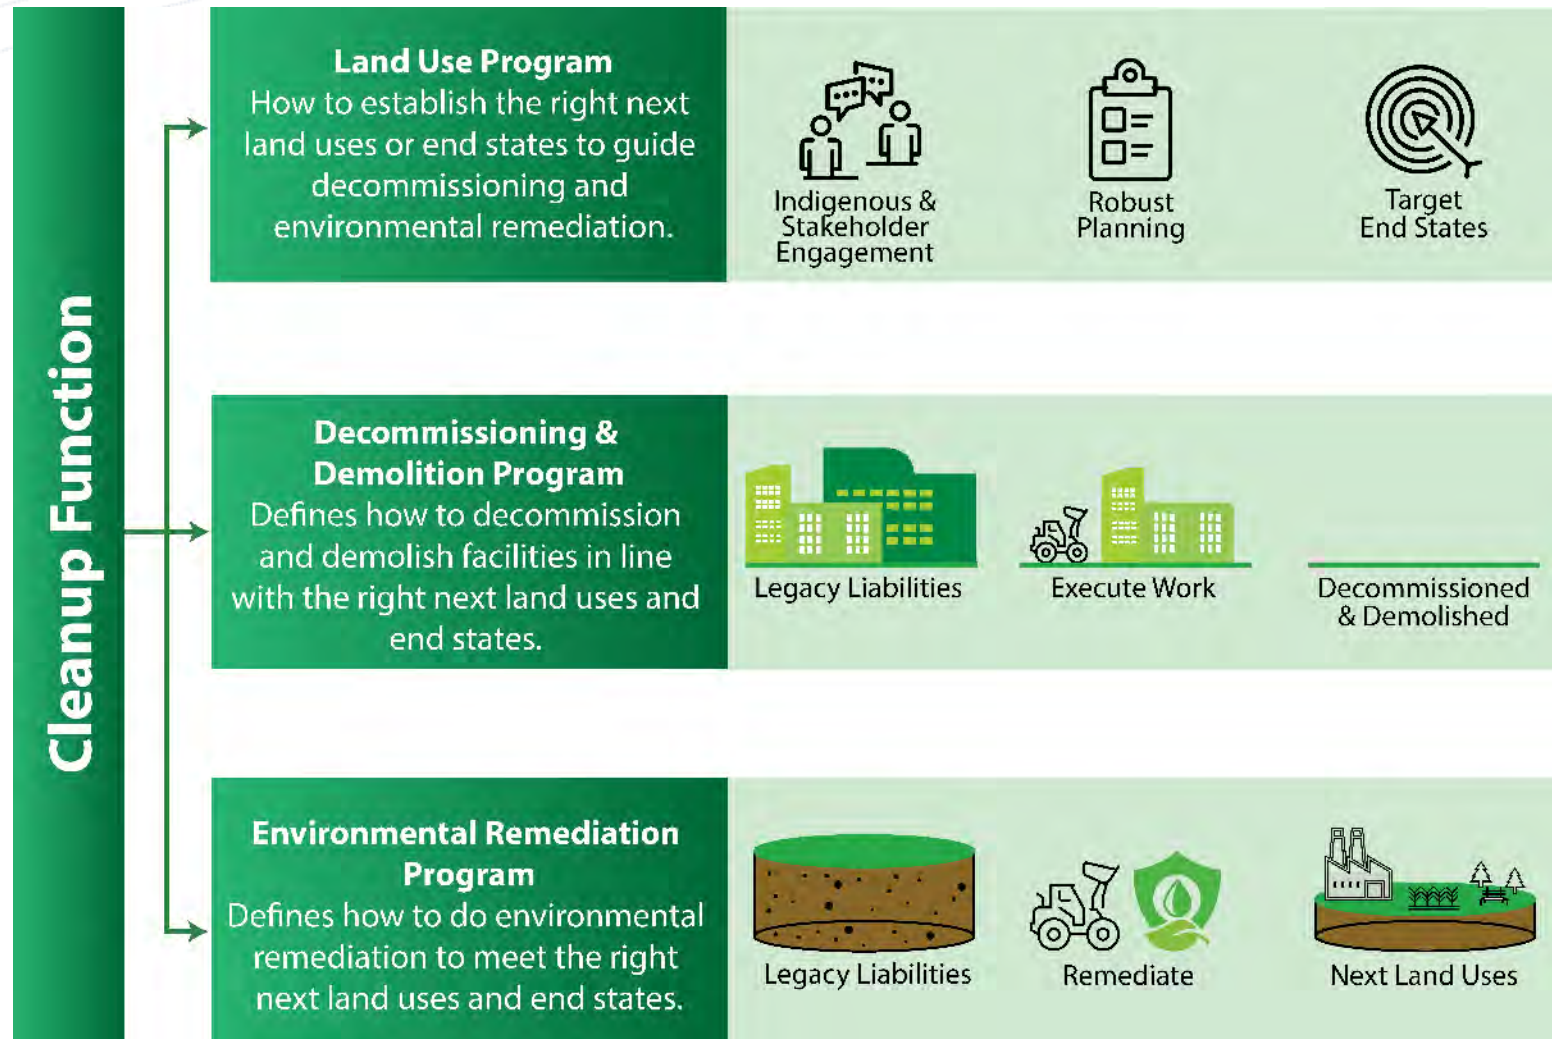 Cleanup Function
Land Use Program
How to establish the right next
land uses or end states to guide
decommissioning and
environmental remediation.
Indigenous &
Stakeholder
Engagement
Robust
Planning
Target
End States
Decommissioning &
Demolition Program
Defines how to decommission
and demolish facilities in line
with the right next land uses and
end states.
Legacy Liabilities
Execute Work
Decommissioned
& Demolished
Environmental Remediation
Program
Defines how to do environmental
remediation to meet the right
next land uses and end states.
Legacy Liabilities
Remediate
Next Land Uses